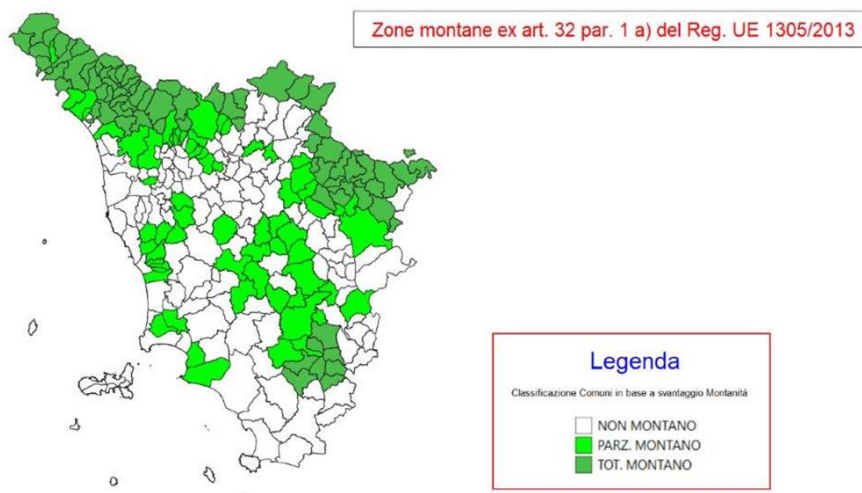 Zone montane ex art. 32 par. 1 a) del Reg. UE 1305/2013
Legenda
Classificazione Comuni in base a svantaggio Montanità
NON MONTANO
PARZ. MONTANO
TOT. MONTANO